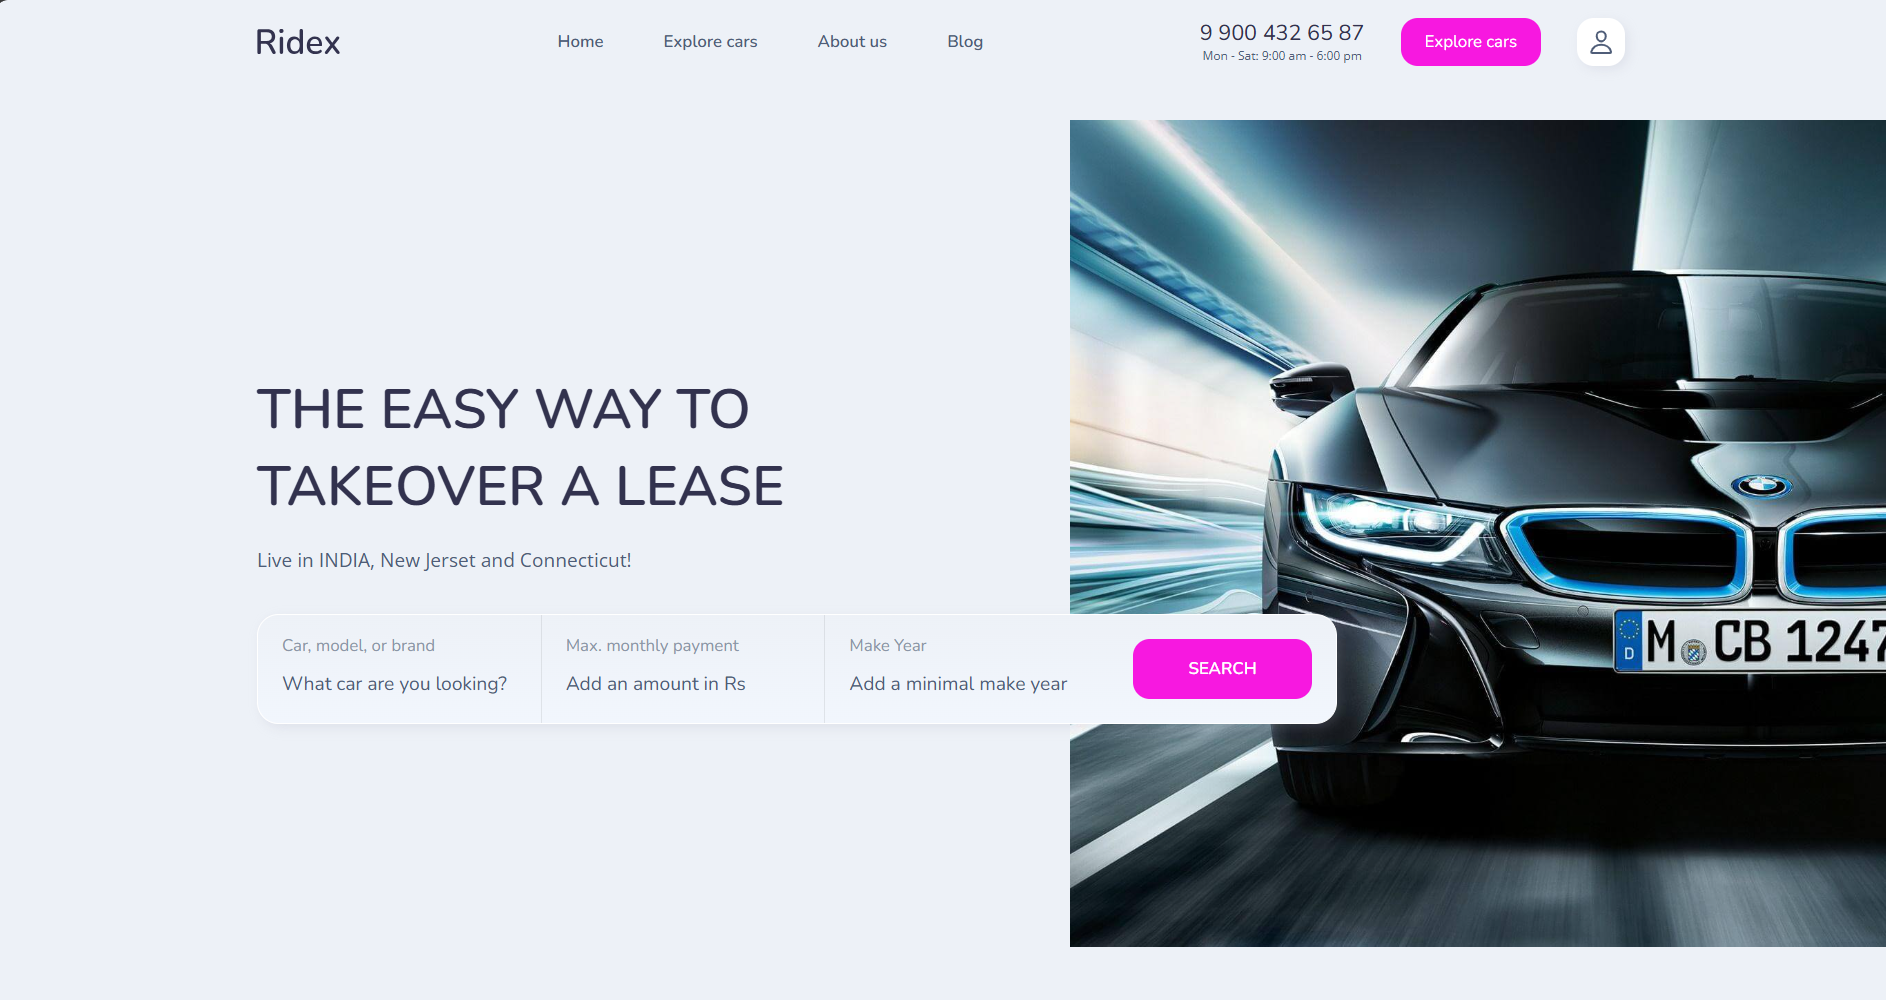 Ridex
Home
Explore cars
About us
Blog
9 900 432 65 87
Mon - Sat: 9:00 am - 6:00 pm
Explore cars
THE EASY WAY TO
TAKEOVER A LEASE
Live in INDIA, New Jerset and Connecticut!
Car, model, or brand
What car are you looking?
Max. monthly payment
Add an amount in Rs
Make Year
Add a minimal make year
SEARCH
D
M CB 1247